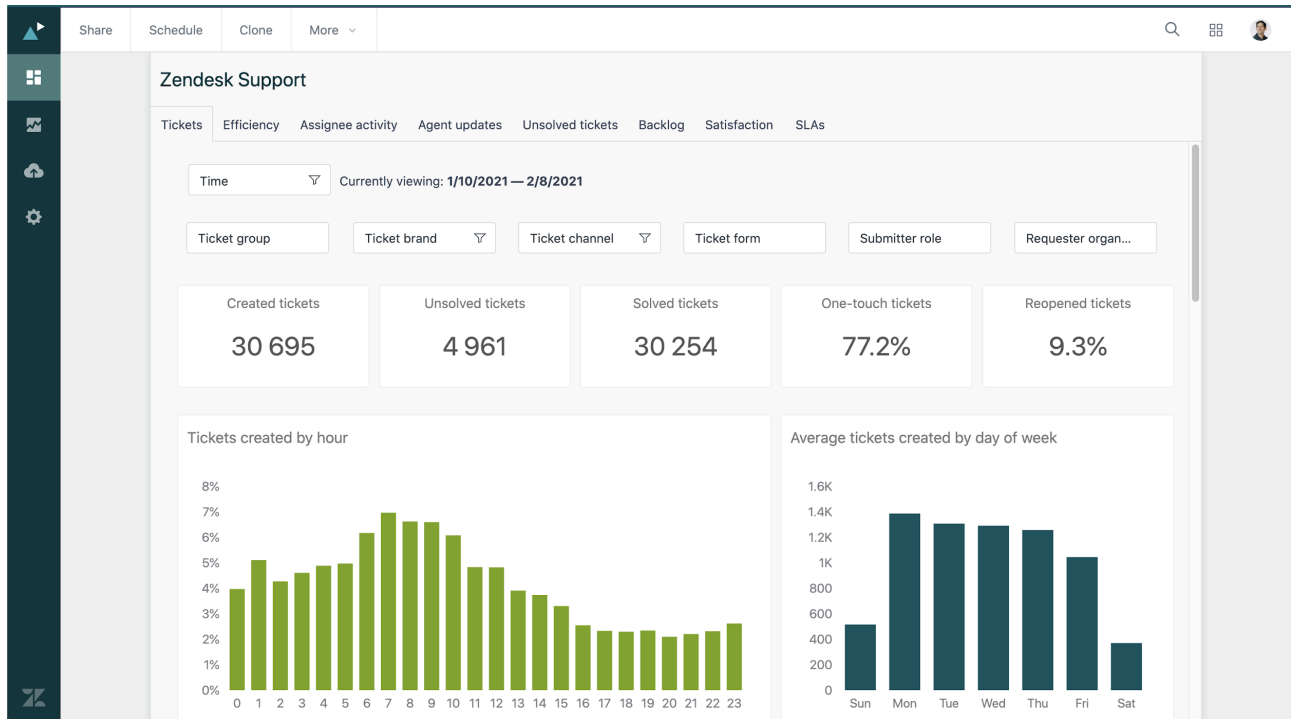 Share Schedule Clone More
Zendesk Support
Tickets Efficiency Assignee activity Agent updates Unsolved tickets Backlog Satisfaction SLAs
Time Currently viewing: 1/10/2021 — 2/8/2021
Ticket group Ticket brand Ticket channel Ticket form Submitter role Requester organ...
Created tickets Unsolved tickets Solved tickets One-touch tickets Reopened tickets
30 695 4 961 30 254 77.2% 9.3%
Tickets created by hour
8%
7%
6%
5%
4%
3%
2%
1%
0%
0 1 2 3 4 5 6 7 8 9 10 11 12 13 14 15 16 17 18 19 20 21 22 23
Average tickets created by day of week
1.6K
1.4K
1.2K
1K
800
600
400
200
0
Sun Mon Tue Wed Thu Fri Sat